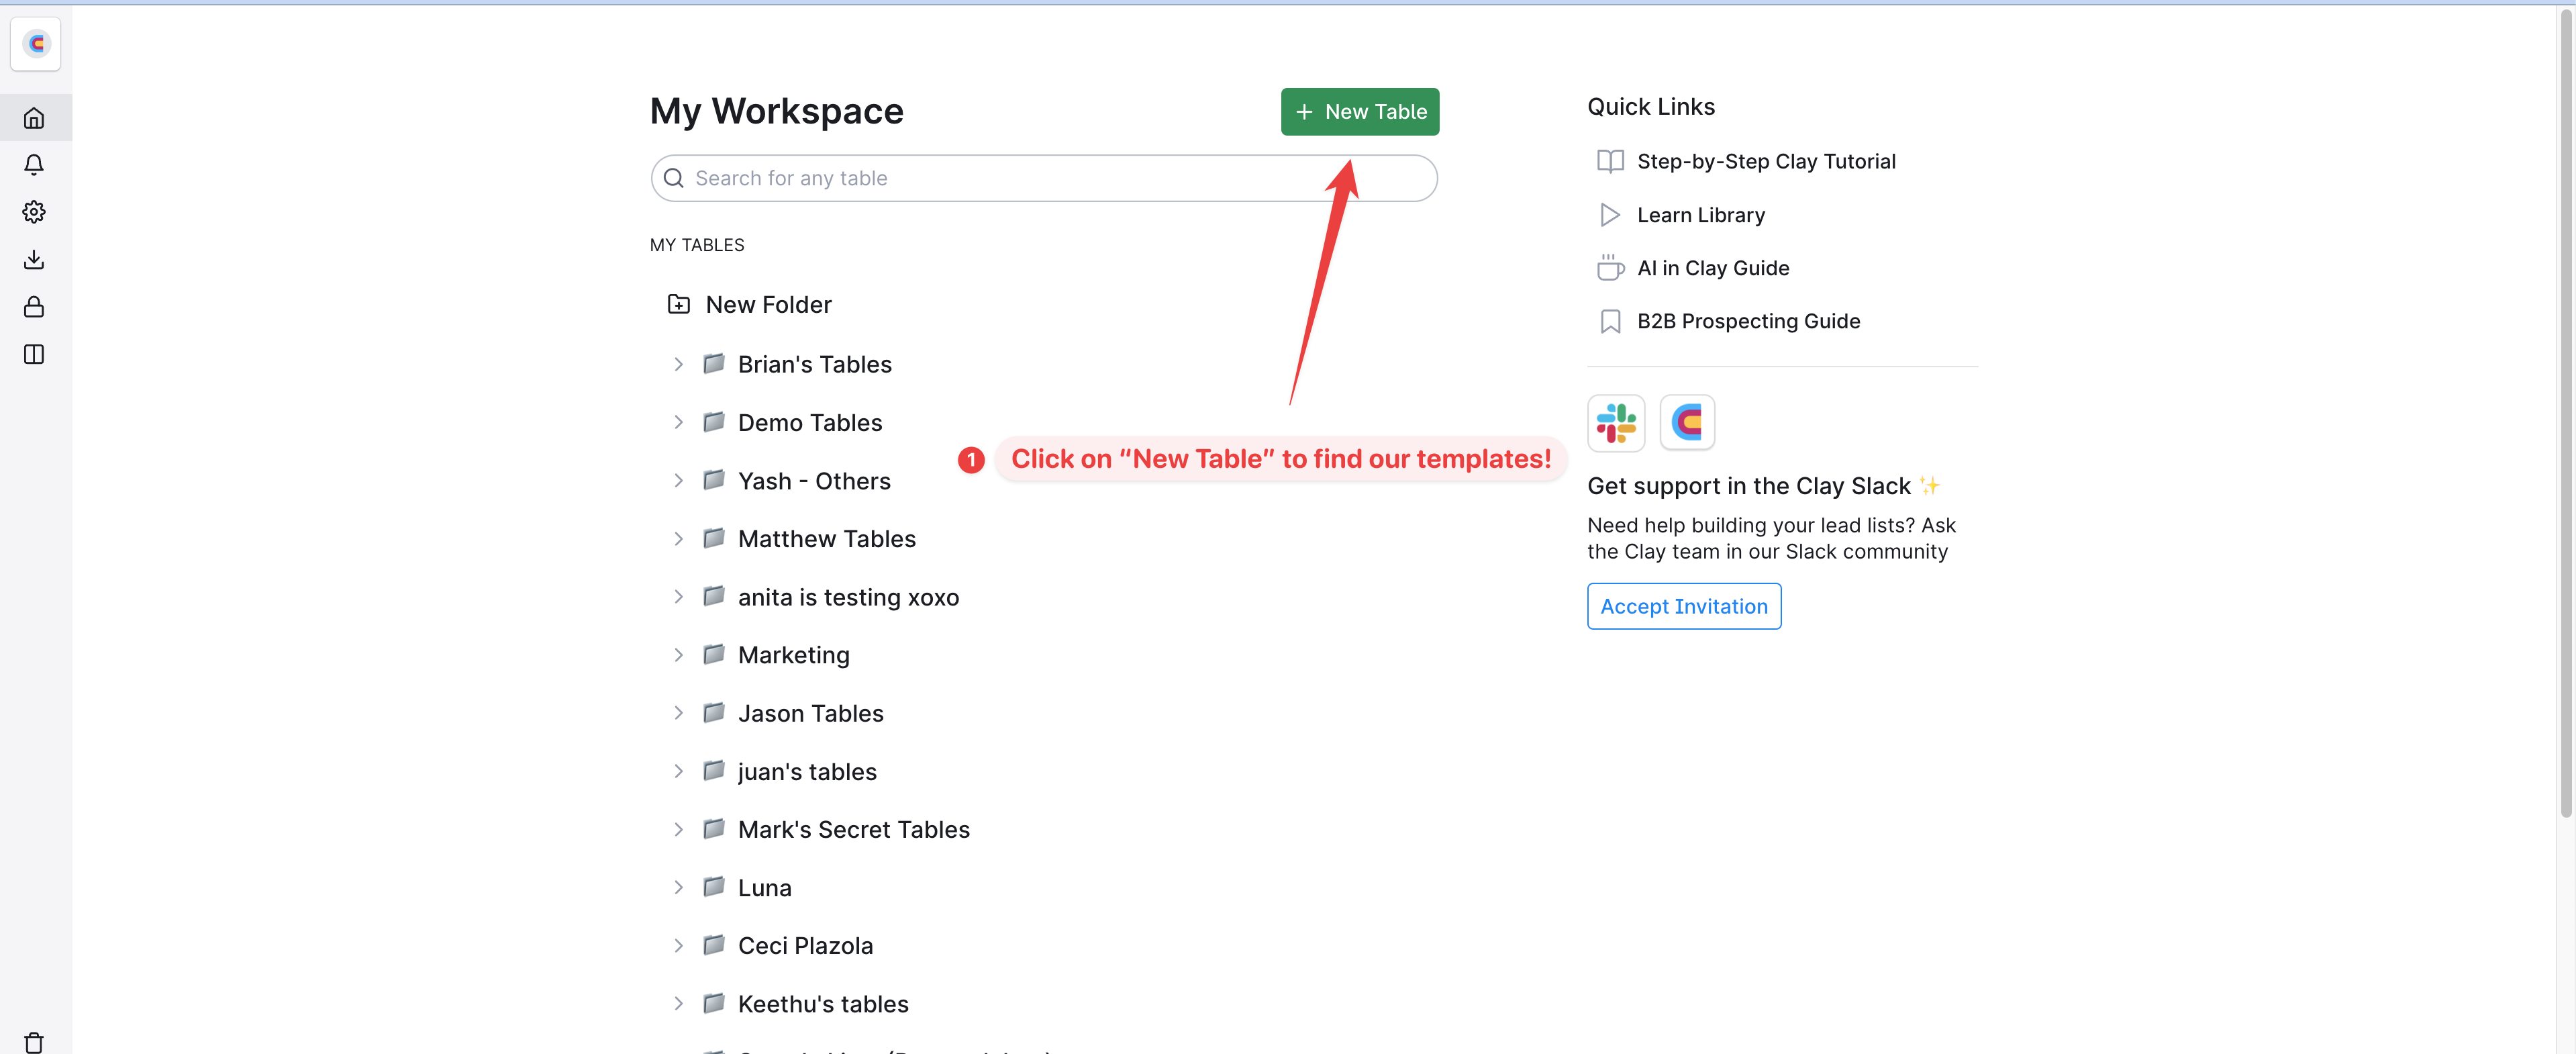 My Workspace
+ New Table
Search for any table
MY TABLES
New Folder
Brian's Tables
Demo Tables
Yash - Others
Matthew Tables
anita is testing xoxo
Marketing
Jason Tables
juan's tables
Mark's Secret Tables
Luna
Ceci Plazola
Keethu's tables
1 Click on “New Table” to find our templates!
Quick Links
Step-by-Step Clay Tutorial
Learn Library
AI in Clay Guide
B2B Prospecting Guide
Get support in the Clay Slack ✨
Need help building your lead lists? Ask
the Clay team in our Slack community
Accept Invitation